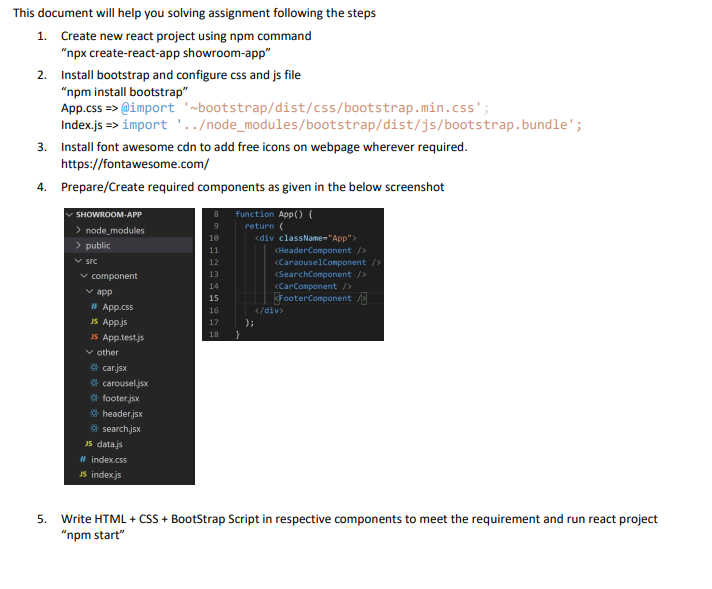 This document will help you solving assignment following the steps
1. Create new react project using npm command
“npx create-react-app showroom-app”
2. Install bootstrap and configure css and js file
“npm install bootstrap”
App.css => @import '~bootstrap/dist/css/bootstrap.min.css';
Index.js => import '../node_modules/bootstrap/dist/js/bootstrap.bundle';
3. Install font awesome cdn to add free icons on webpage wherever required.
https://fontawesome.com/
4. Prepare/Create required components as given in the below screenshot
SHOWROOM-APP
node_modules
public
src
component
app
# App.css
JS App.js
JS App.test.js
other
car.jsx
carousel.jsx
footer.jsx
header.jsx
search.jsx
JS data.js
# index.css
JS index.js
8 function App() {
9 return (
10 <div className="App">
11 <HeaderComponent />
12 <CaraouselComponent />
13 <SearchComponent />
14 <CarComponent />
15 <FooterComponent />
16 </div>
17 );
18 }
5. Write HTML + CSS + BootStrap Script in respective components to meet the requirement and run react project
“npm start”